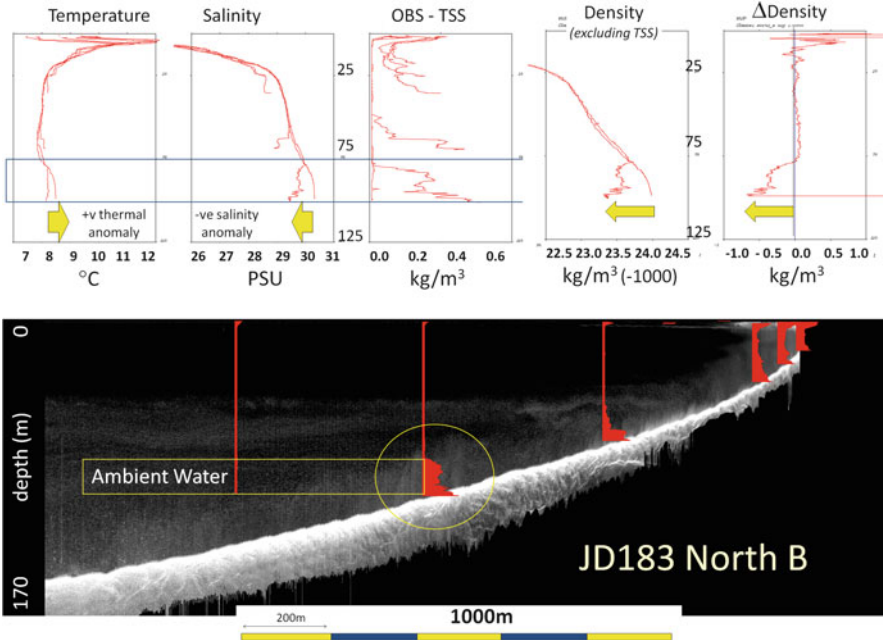 Temperature Salinity OBS - TSS Density ΔDensity
(excluding TSS)
25 25
75 75
+v thermal
anomaly
-ve salinity
anomaly
125 125
7 8 9 10 11 12
26 27 28 29 30 31
0.0 0.2 0.4 0.6
22.5 23.0 23.5 24.0 24.5
-1.0 - 0.5 0.0 0.5
°C PSU kg/m³ kg/m³ (-1000) kg/m³
0
depth (m)
170
Ambient Water
JD183 North B
200m
1000m